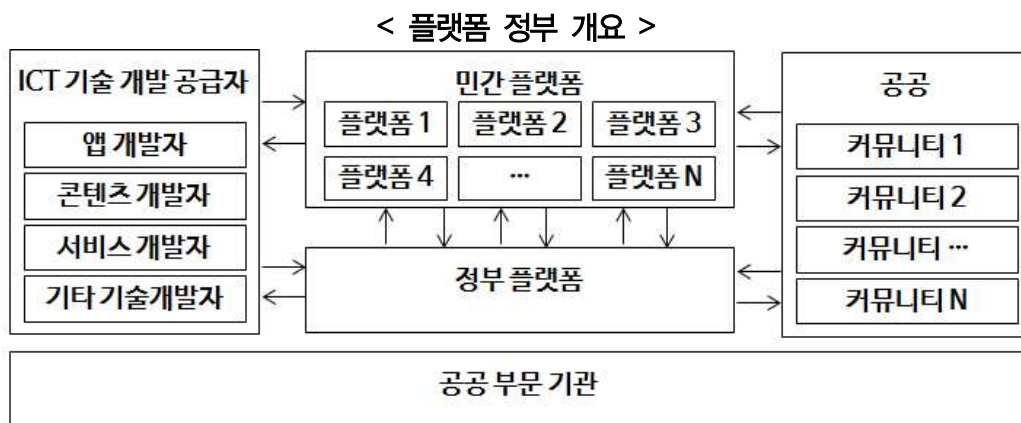 < 플랫폼 정부 개요 >
ICT 기술 개발 공급자
앱 개발자
콘텐츠 개발자
서비스 개발자
기타 기술개발자
민간 플랫폼
플랫폼 1
플랫폼 2
플랫폼 3
플랫폼 4
…
플랫폼 N
정부 플랫폼
공공
커뮤니티 1
커뮤니티 2
커뮤니티 …
커뮤니티 N
공공 부문 기관